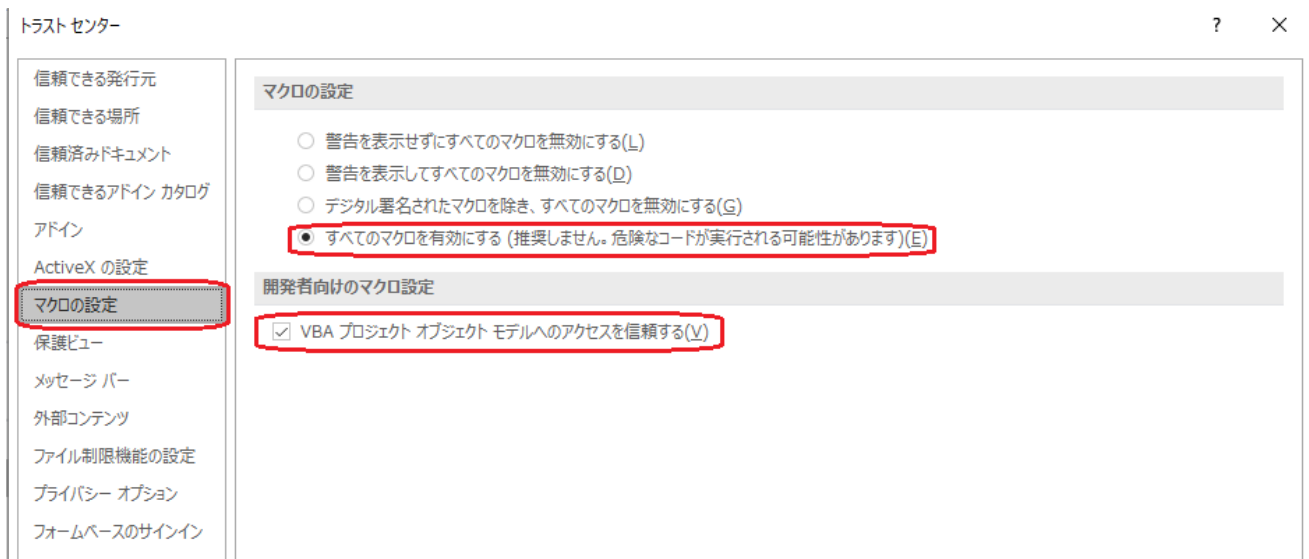 トラスト センター
? ×
信頼できる発行元
信頼できる場所
信頼済みドキュメント
信頼できるアドイン カタログ
アドイン
ActiveX の設定
マクロの設定
保護ビュー
メッセージ バー
外部コンテンツ
ファイル制限機能の設定
プライバシー オプション
フォームベースのサインイン
マクロの設定
警告を表示せずにすべてのマクロを無効にする(L)
警告を表示してすべてのマクロを無効にする(D)
デジタル署名されたマクロを除き、すべてのマクロを無効にする(G)
すべてのマクロを有効にする (推奨しません。危険なコードが実行される可能性があります)(E)
開発者向けのマクロ設定
VBA プロジェクト オブジェクト モデルへのアクセスを信頼する(V)